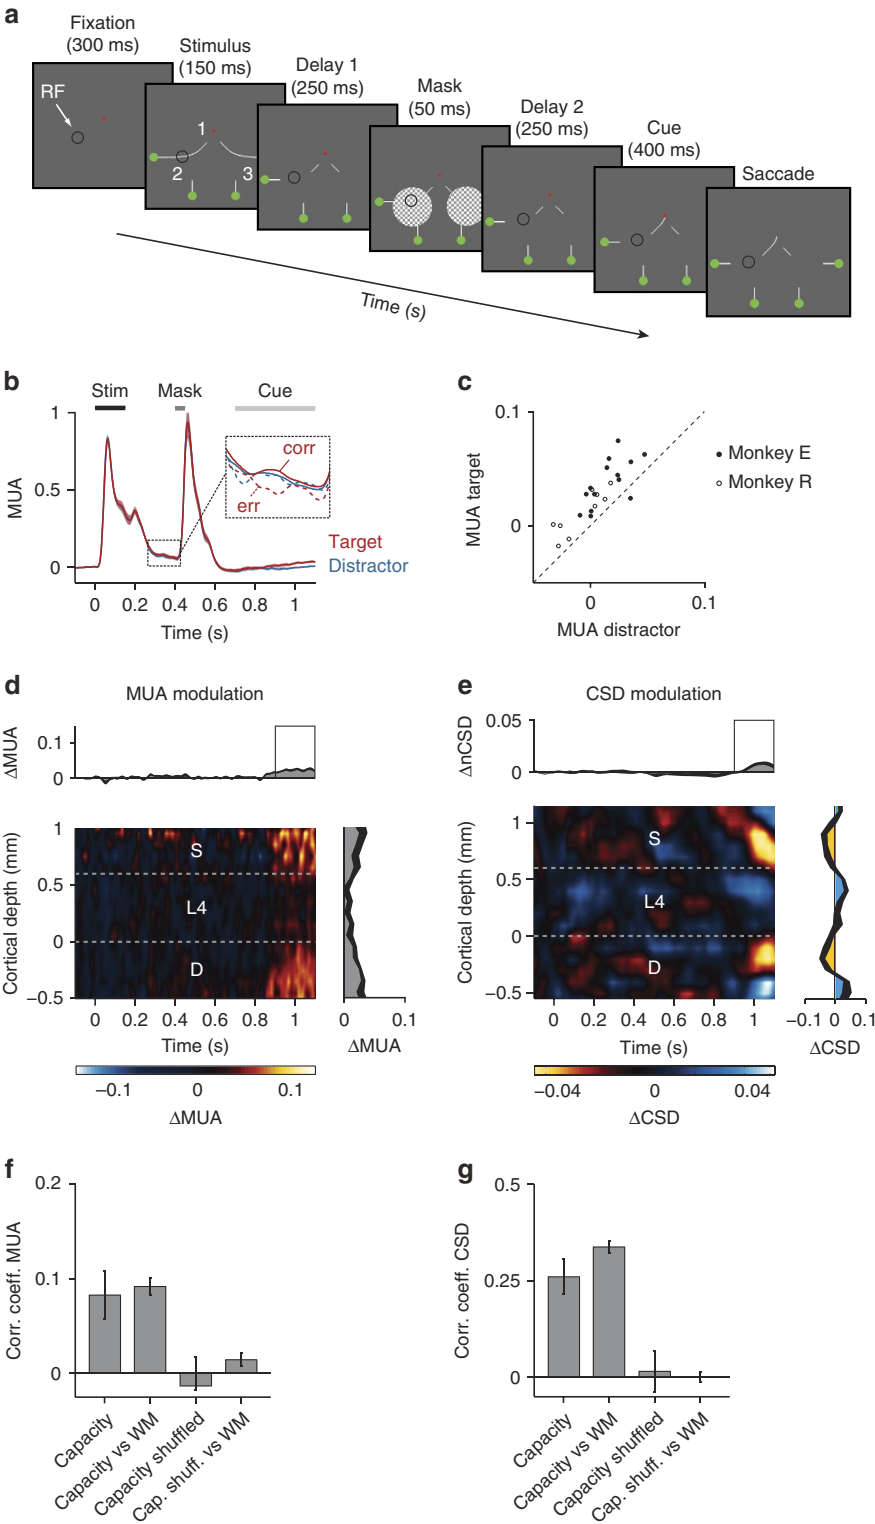 a
Fixation
(300 ms)
Stimulus
(150 ms)
Delay 1
(250 ms)
Mask
(50 ms)
Delay 2
(250 ms)
Cue
(400 ms)
Saccade
RF
1
2
3
Time (s)
b
Stim
Mask
Cue
1
0.5
0
MUA
corr
err
Target
Distractor
0 0.2 0.4 0.6 0.8 1
Time (s)
c
0.1
0
MUA target
Monkey E
Monkey R
0 0.1
MUA distractor
d
MUA modulation
0.1
0
ΔMUA
1
0.5
0
−0.5
Cortical depth (mm)
S
L4
D
0 0.2 0.4 0.6 0.8 1
Time (s)
0 0.1
ΔMUA
−0.1 0 0.1
ΔMUA
e
CSD modulation
0.05
0
ΔnCSD
1
0.5
0
−0.5
Cortical depth (mm)
S
L4
D
0 0.2 0.4 0.6 0.8 1
Time (s)
−0.1 0 0.1
ΔCSD
−0.04 0 0.04
ΔCSD
f
0.2
0.1
0
Corr. coeff. MUA
Capacity
Capacity vs WM
Capacity shuffled
Cap. shuff. vs WM
g
0.5
0.25
0
Corr. coeff. CSD
Capacity
Capacity vs WM
Capacity shuffled
Cap. shuff. vs WM